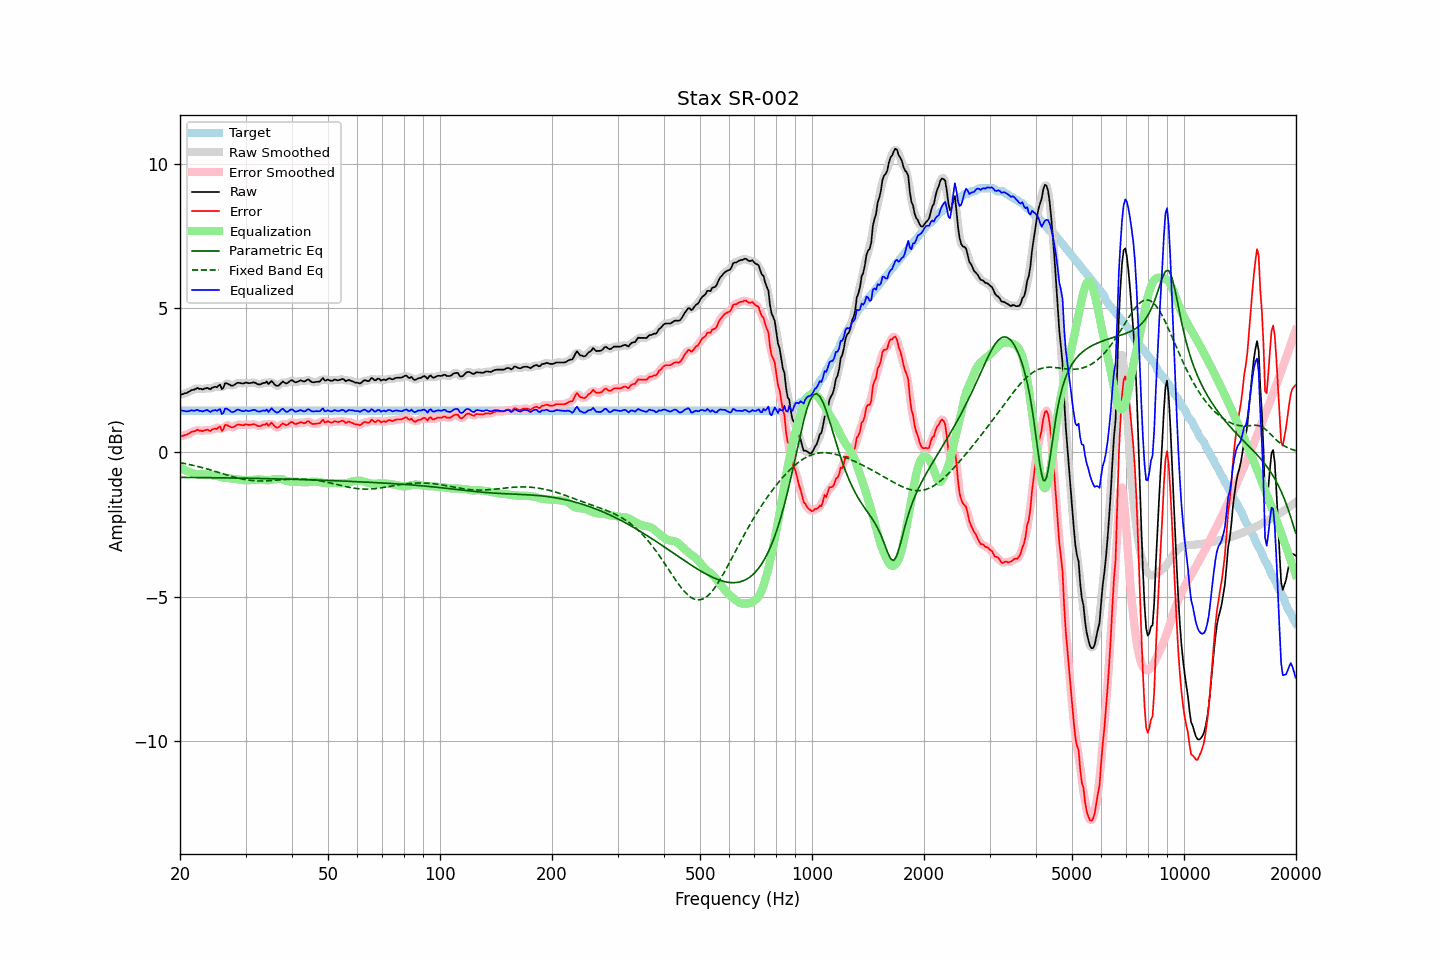 Stax SR-002
Target
Raw Smoothed
Error Smoothed
Raw
Error
Equalization
Parametric Eq
Fixed Band Eq
Equalized
10
5
0
−5
−10
Amplitude (dBr)
20 50 100 200 500 1000 2000 5000 10000 20000
Frequency (Hz)